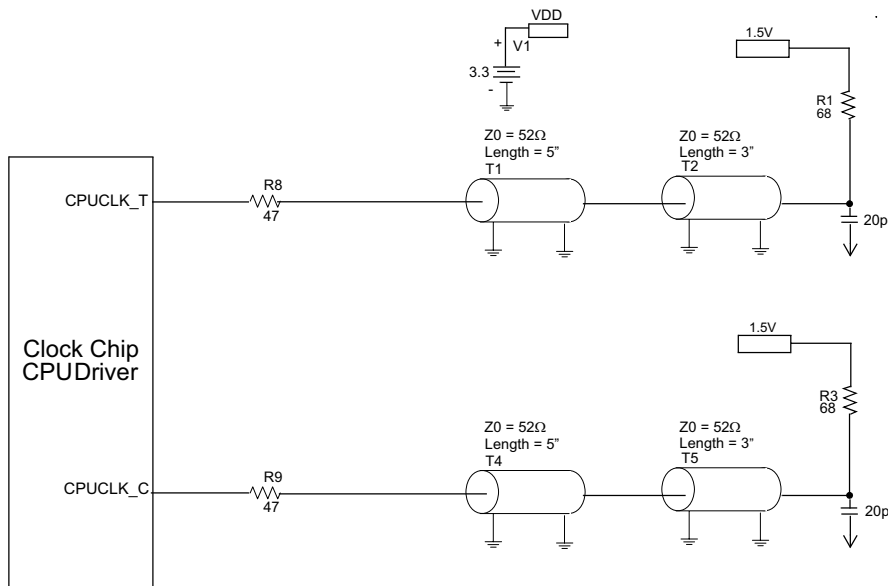 VDD
+
V1
3.3
-
1.5V
R1
68
Z0 = 52Ω
Length = 5”
T1
Z0 = 52Ω
Length = 3”
T2
CPUCLK_T
R8
47
20p
Clock Chip
CPUDriver
1.5V
R3
68
Z0 = 52Ω
Length = 5”
T4
Z0 = 52Ω
Length = 3”
T5
CPUCLK_C
R9
47
20p